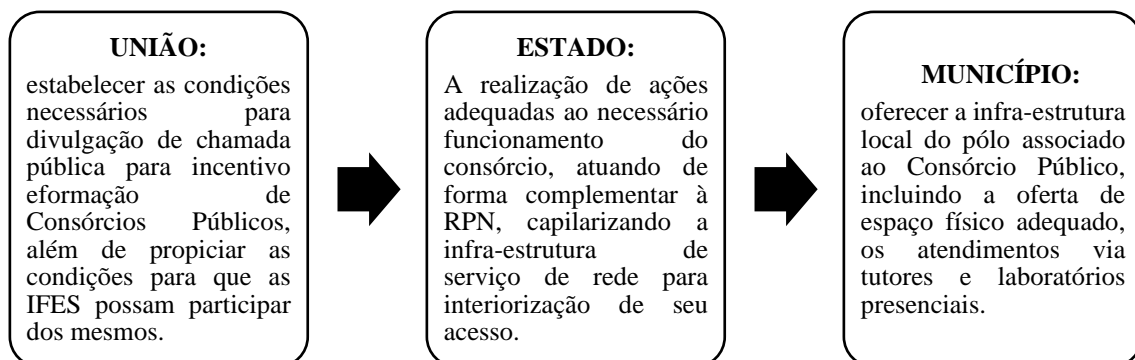 UNIÃO:
estabelecer as condições
necessários para
divulgação de chamada
pública para incentivo
eformação de
Consórcios Públicos,
além de propiciar as
condições para que as
IFES possam participar
dos mesmos.
ESTADO:
A realização de ações
adequadas ao necessário
funcionamento do
consórcio, atuando de
forma complementar à
RPN, capilarizando a
infra-estrutura de
serviço de rede para
interiorização de seu
acesso.
MUNICÍPIO:
oferecer a infra-estrutura
local do pólo associado
ao Consórcio Público,
incluindo a oferta de
espaço físico adequado,
os atendimentos via
tutores e laboratórios
presenciais.